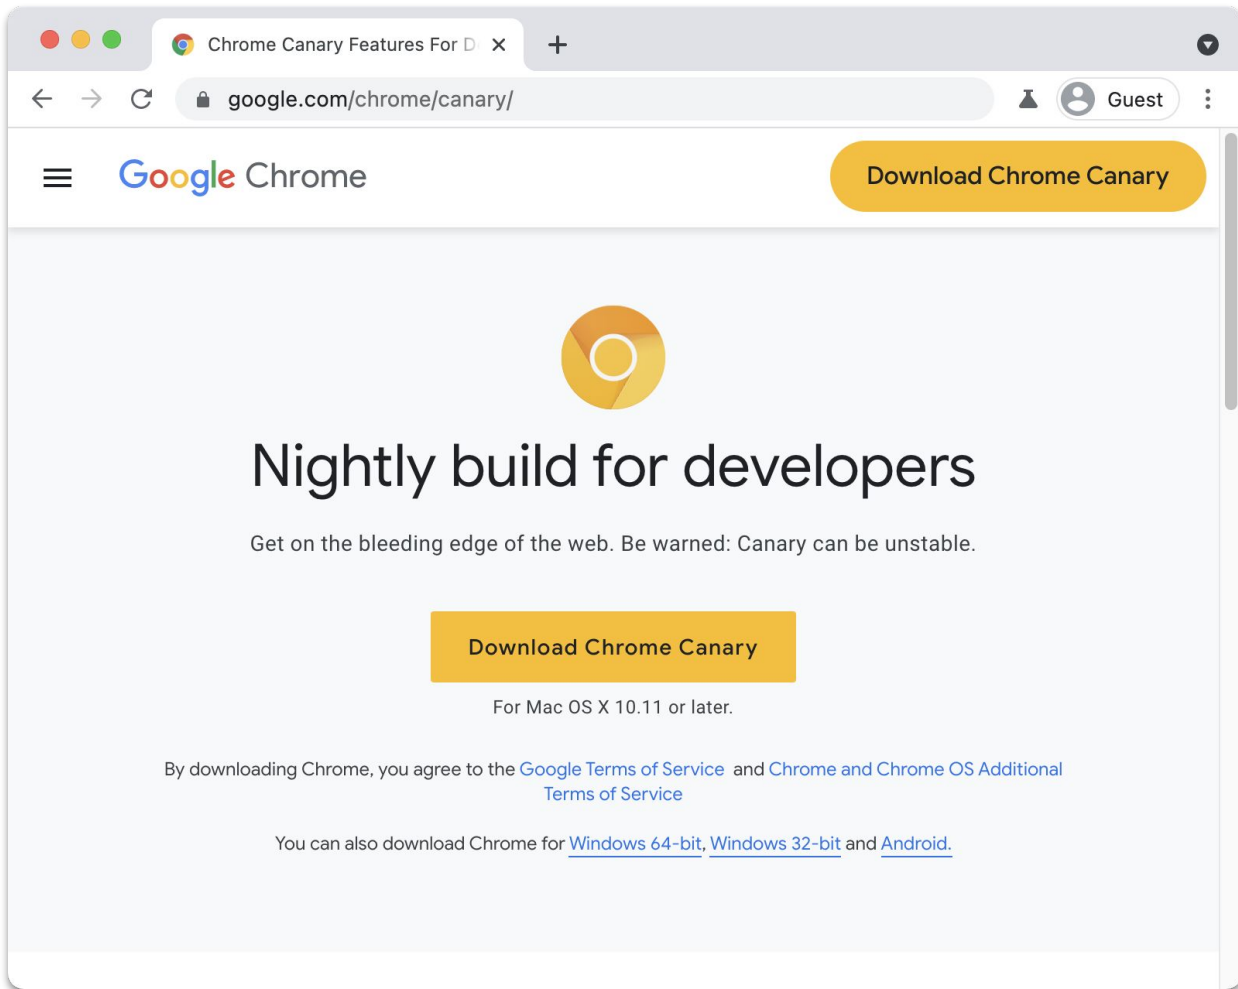 Chrome Canary Features For D
google.com/chrome/canary/
Guest
Google Chrome
Download Chrome Canary
Nightly build for developers
Get on the bleeding edge of the web. Be warned: Canary can be unstable.
Download Chrome Canary
For Mac OS X 10.11 or later.
By downloading Chrome, you agree to the Google Terms of Service and Chrome and Chrome OS Additional
Terms of Service
You can also download Chrome for Windows 64-bit, Windows 32-bit and Android.